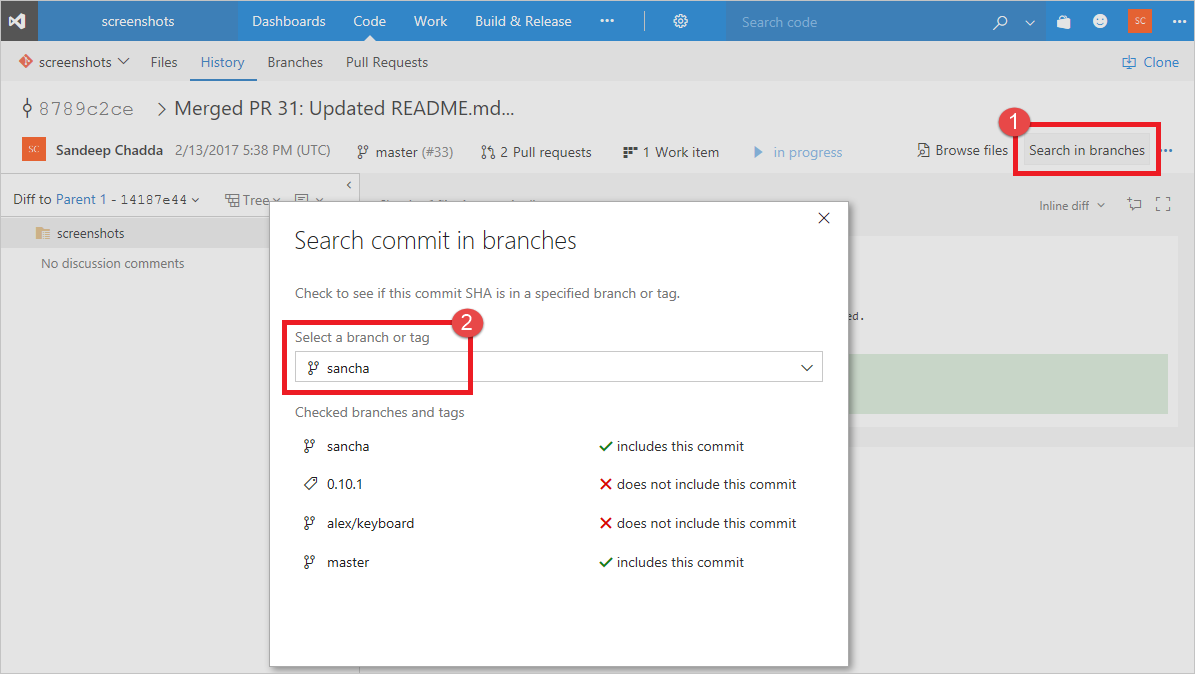 screenshots Dashboards Code Work Build & Release ... Search code SC ...
screenshots Files History Branches Pull Requests Clone
8789c2ce > Merged PR 31: Updated README.md...
1
SC Sandeep Chadda 2/13/2017 5:38 PM (UTC) master (#33) 2 Pull requests 1 Work item in progress Browse files Search in branches ...
Diff to Parent 1 - 14187e44 Tree Inline diff
screenshots
No discussion comments
Search commit in branches
Check to see if this commit SHA is in a specified branch or tag.
ed.
2
Select a branch or tag
sancha
Checked branches and tags
sancha includes this commit
0.10.1 does not include this commit
alex/keyboard does not include this commit
master includes this commit